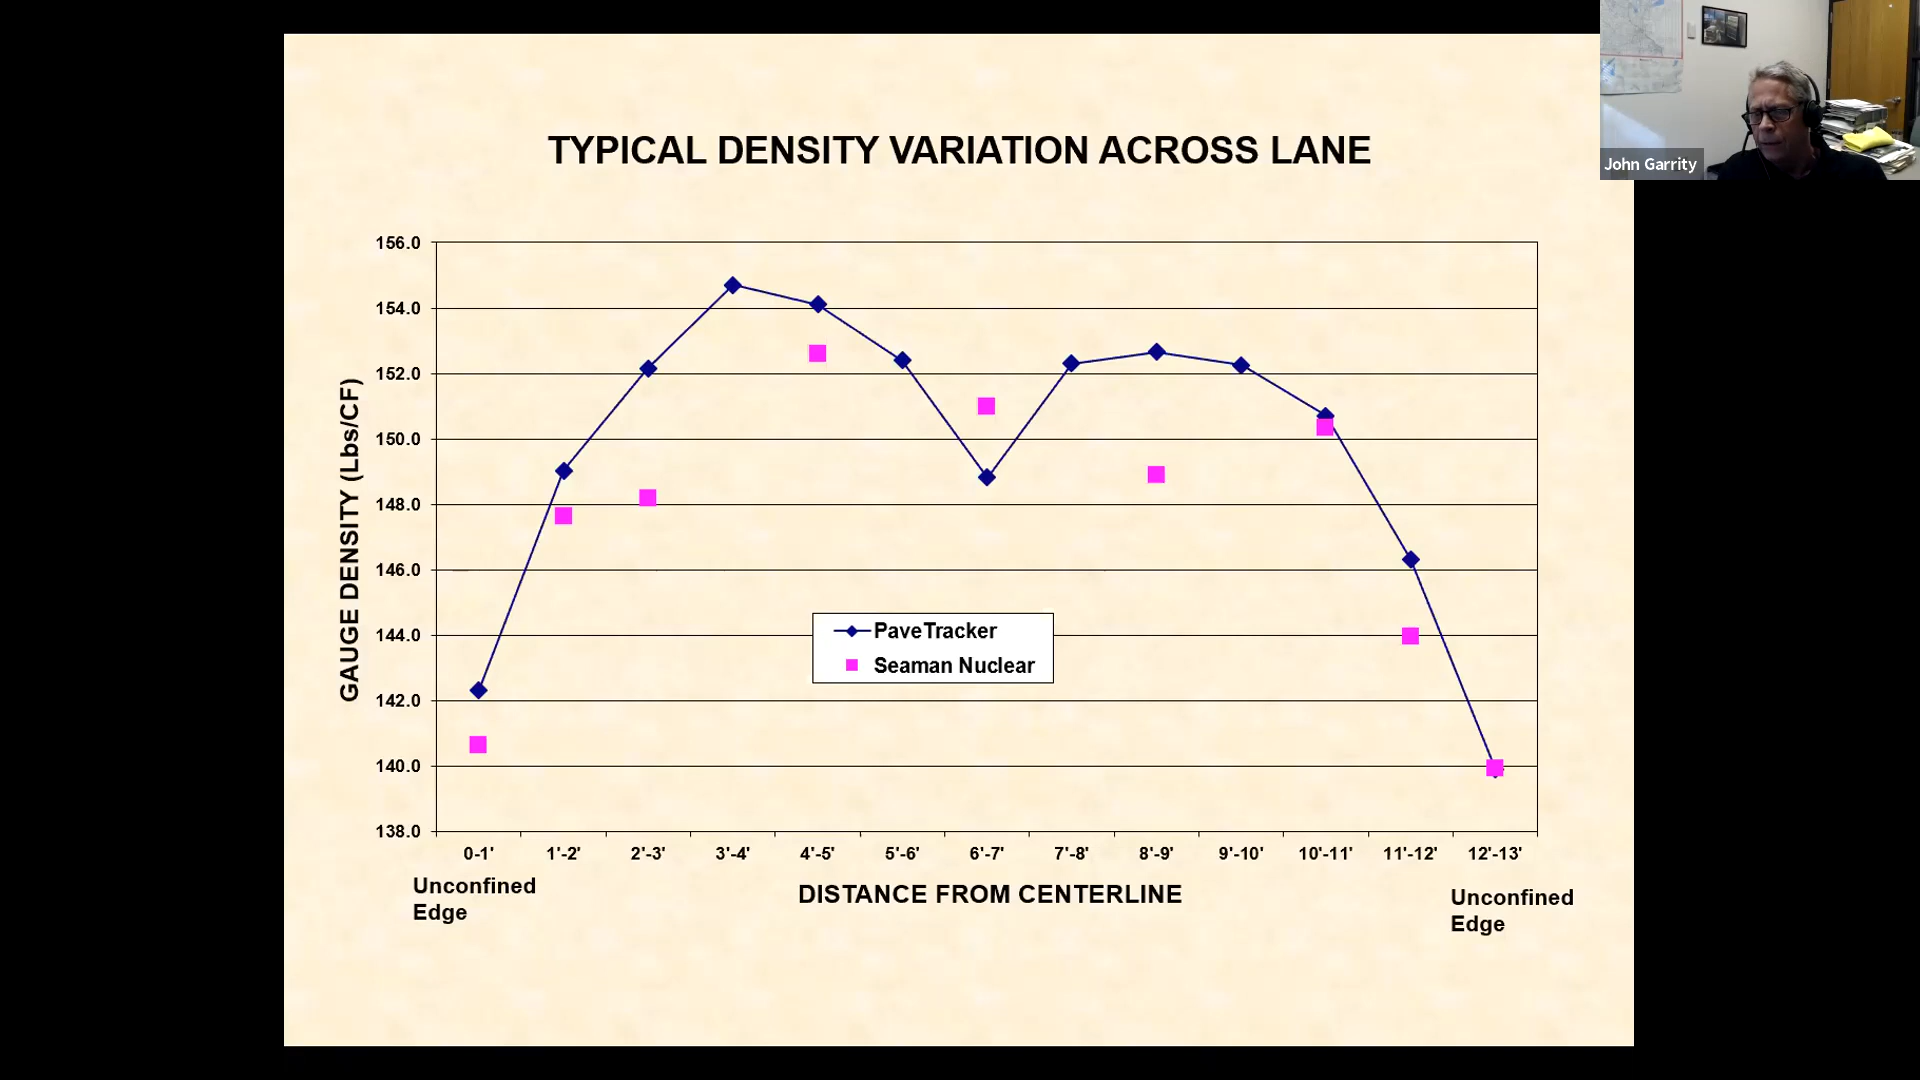 John Garrity
TYPICAL DENSITY VARIATION ACROSS LANE
GAUGE DENSITY (Lbs/CF)
156.0
154.0
152.0
150.0
148.0
146.0
144.0
142.0
140.0
138.0
PaveTracker
Seaman Nuclear
0-1' 1'-2' 2'-3' 3'-4' 4'-5' 5'-6' 6'-7' 7'-8' 8'-9' 9'-10' 10'-11' 11'-12' 12'-13'
Unconfined
Edge
DISTANCE FROM CENTERLINE
Unconfined
Edge